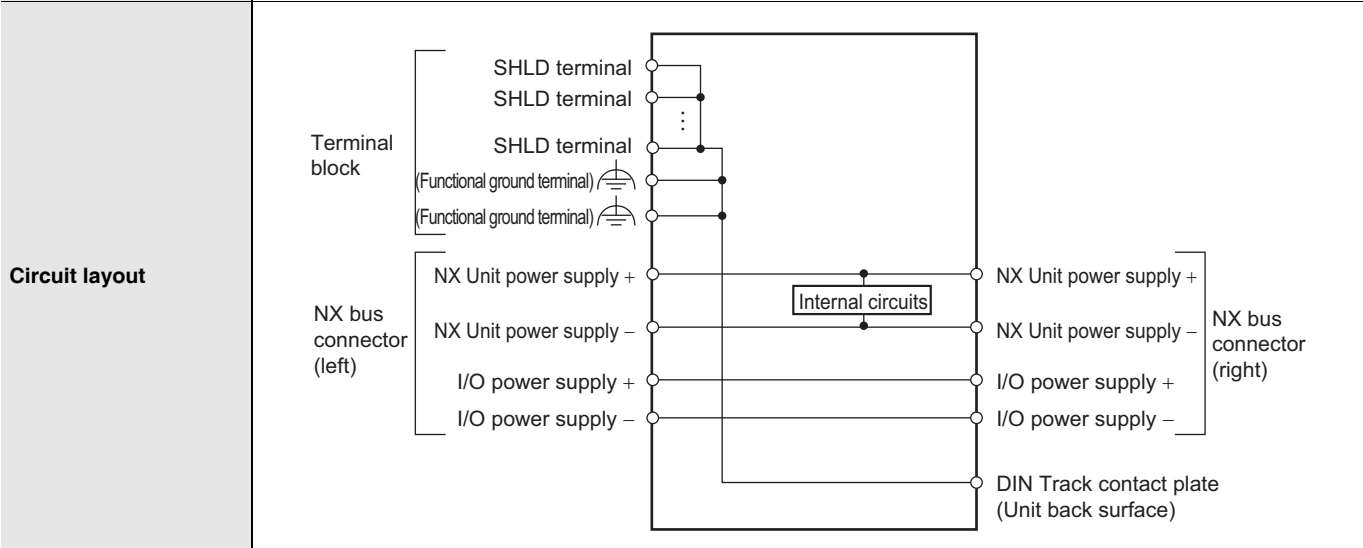 Circuit layout
Terminal
block
SHLD terminal
SHLD terminal
⋮
SHLD terminal
(Functional ground terminal)
(Functional ground terminal)
NX bus
connector
(left)
NX Unit power supply +
NX Unit power supply −
I/O power supply +
I/O power supply −
Internal circuits
NX Unit power supply +
NX Unit power supply −
I/O power supply +
I/O power supply −
NX bus
connector
(right)
DIN Track contact plate
(Unit back surface)